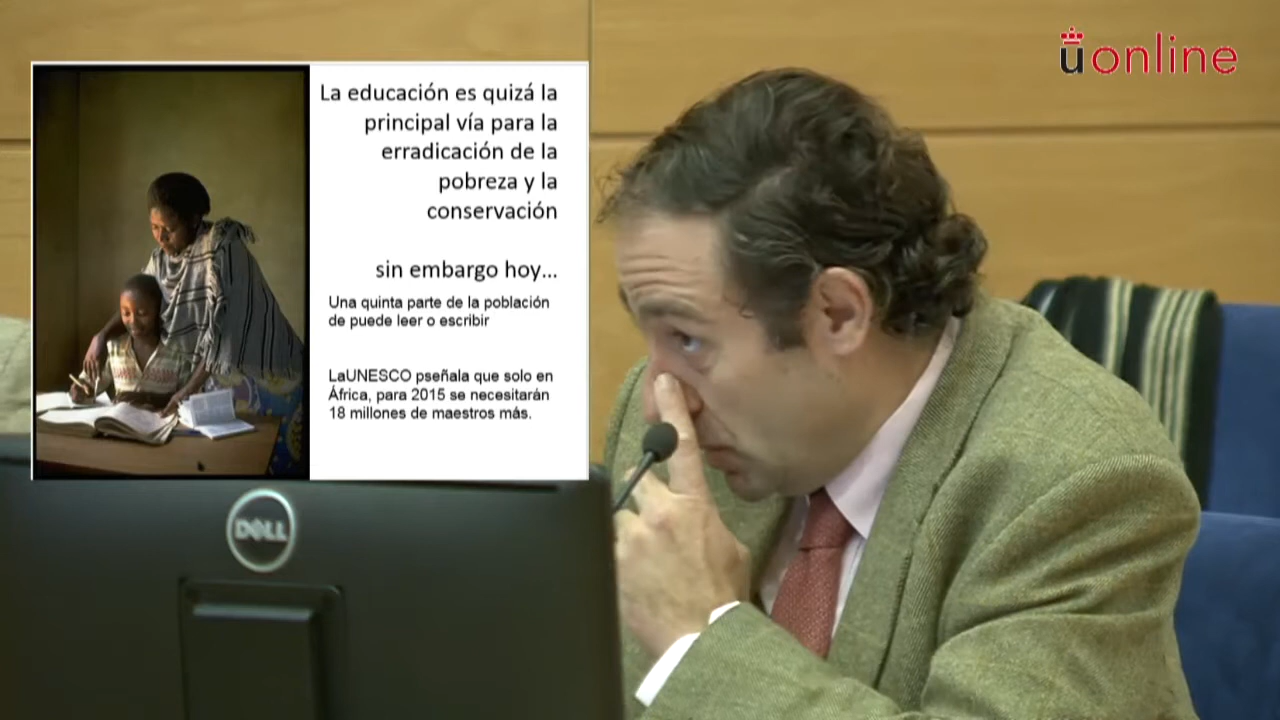 ūonline
La educación es quizá la
principal vía para la
erradicación de la
pobreza y la
conservación
sin embargo hoy...
Una quinta parte de la población
de puede leer o escribir
LaUNESCO pseñala que solo en
África, para 2015 se necesitarán
18 millones de maestros más.
DELL